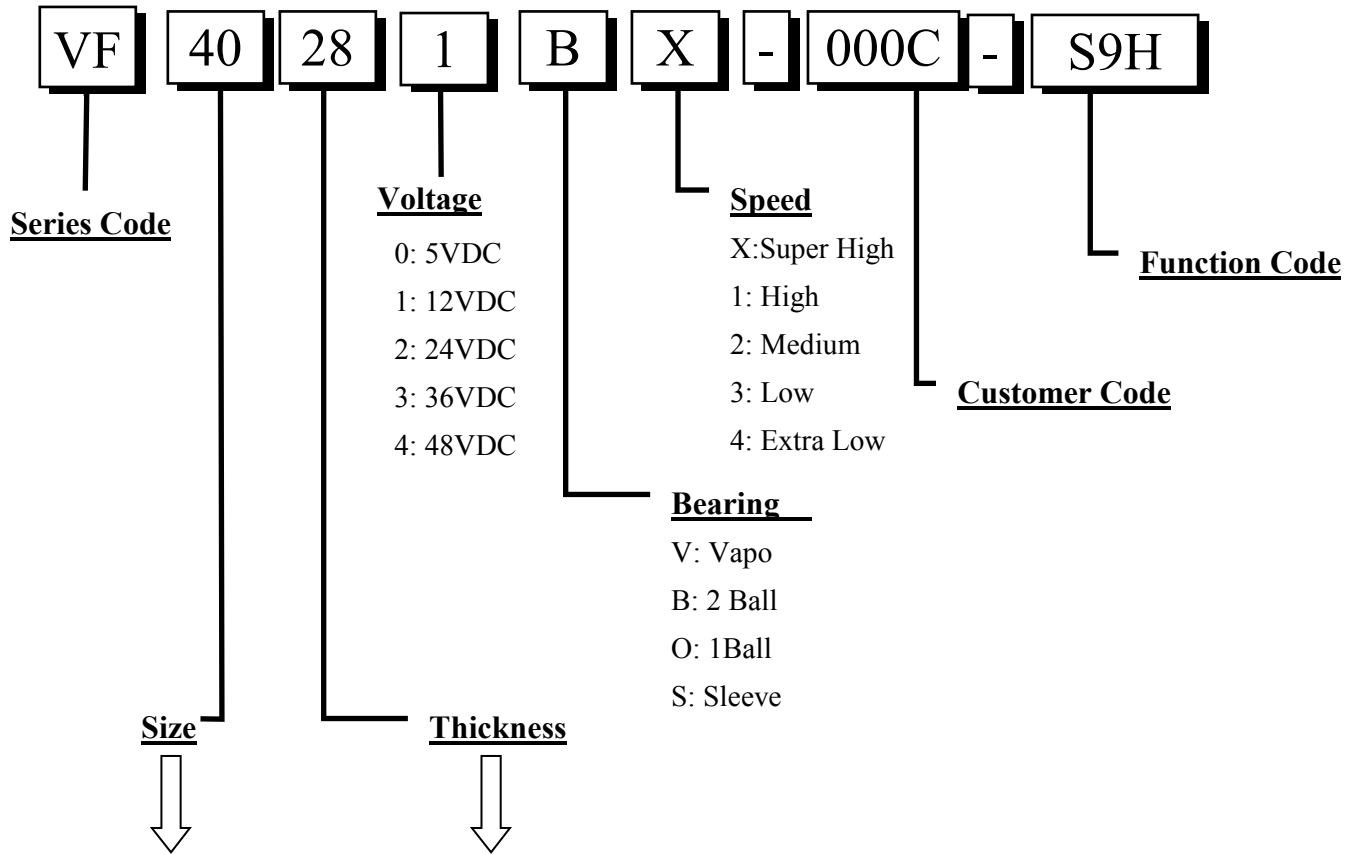 VF 40 28 1 B X - 000C - S9H
Series Code
Voltage
0: 5VDC
1: 12VDC
2: 24VDC
3: 36VDC
4: 48VDC
Speed
X:Super High
1: High
2: Medium
3: Low
4: Extra Low
Function Code
Customer Code
Bearing
V: Vapo
B: 2 Ball
O: 1Ball
S: Sleeve
Size
Thickness